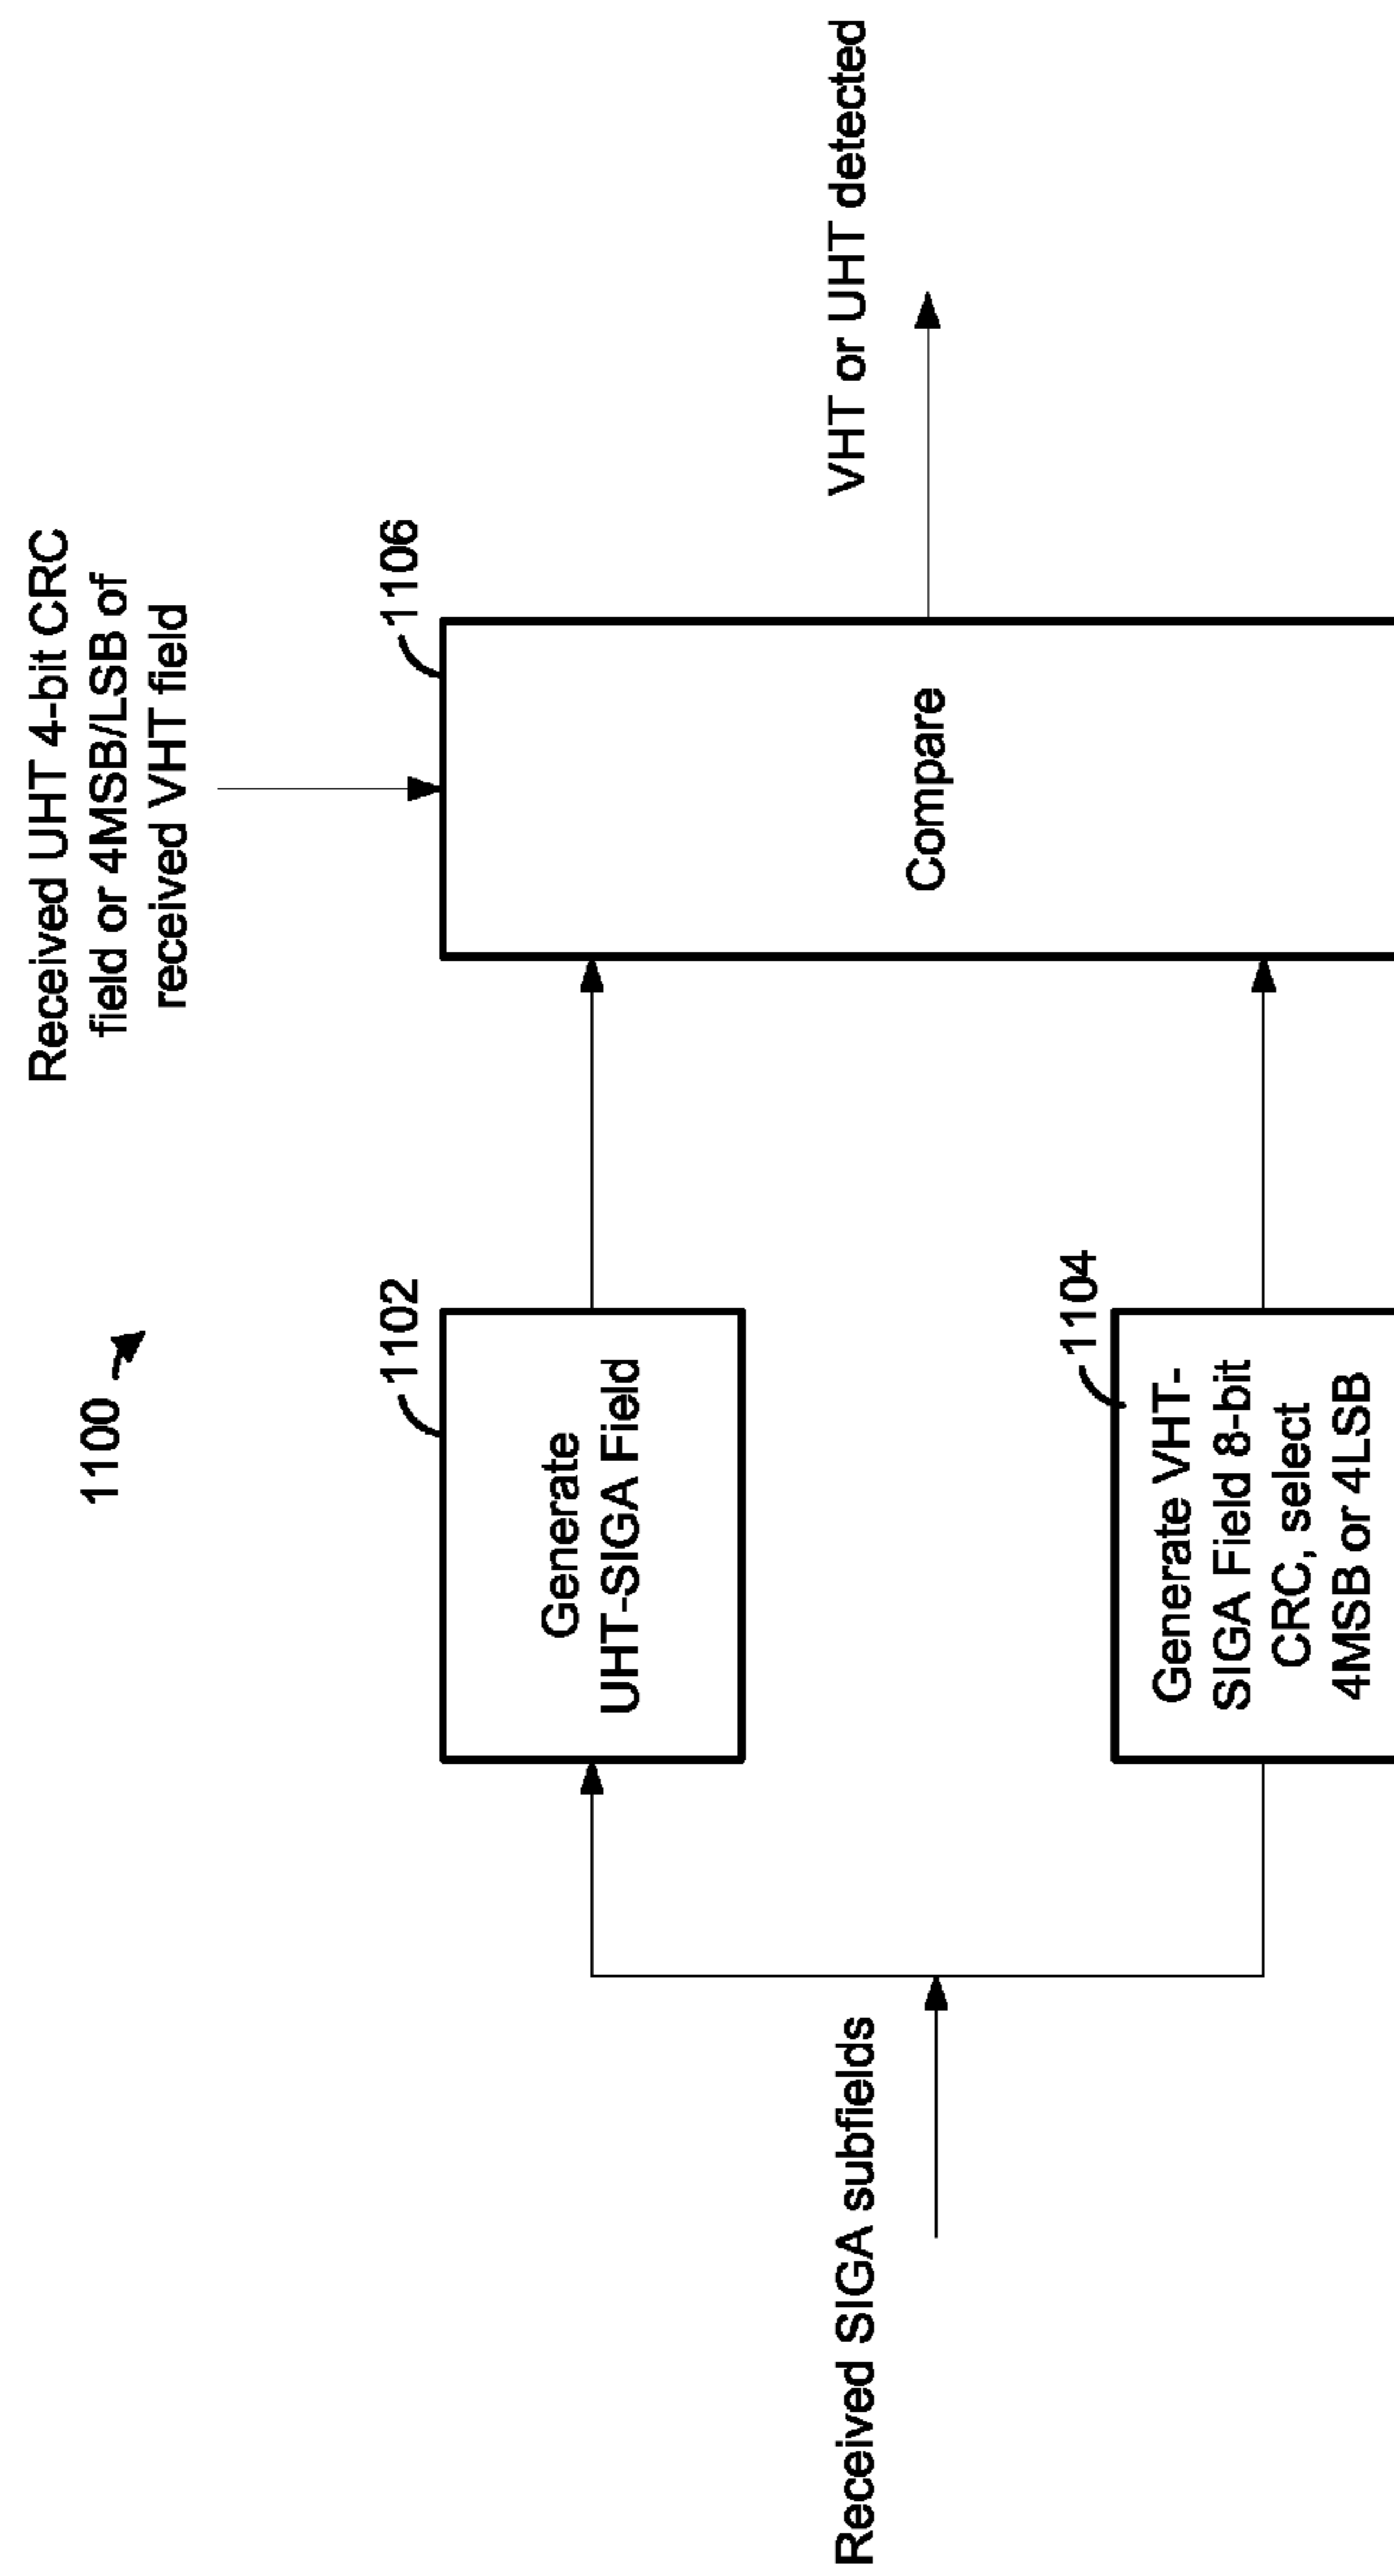 1100
Received UHT 4-bit CRC
field or 4MSB/LSB of
received VHT field
1102
1106
Generate
UHT-SIGA Field
Received SIGA subfields
Compare
VHT or UHT detected
1104
Generate VHT-
SIGA Field 8-bit
CRC, select
4MSB or 4LSB